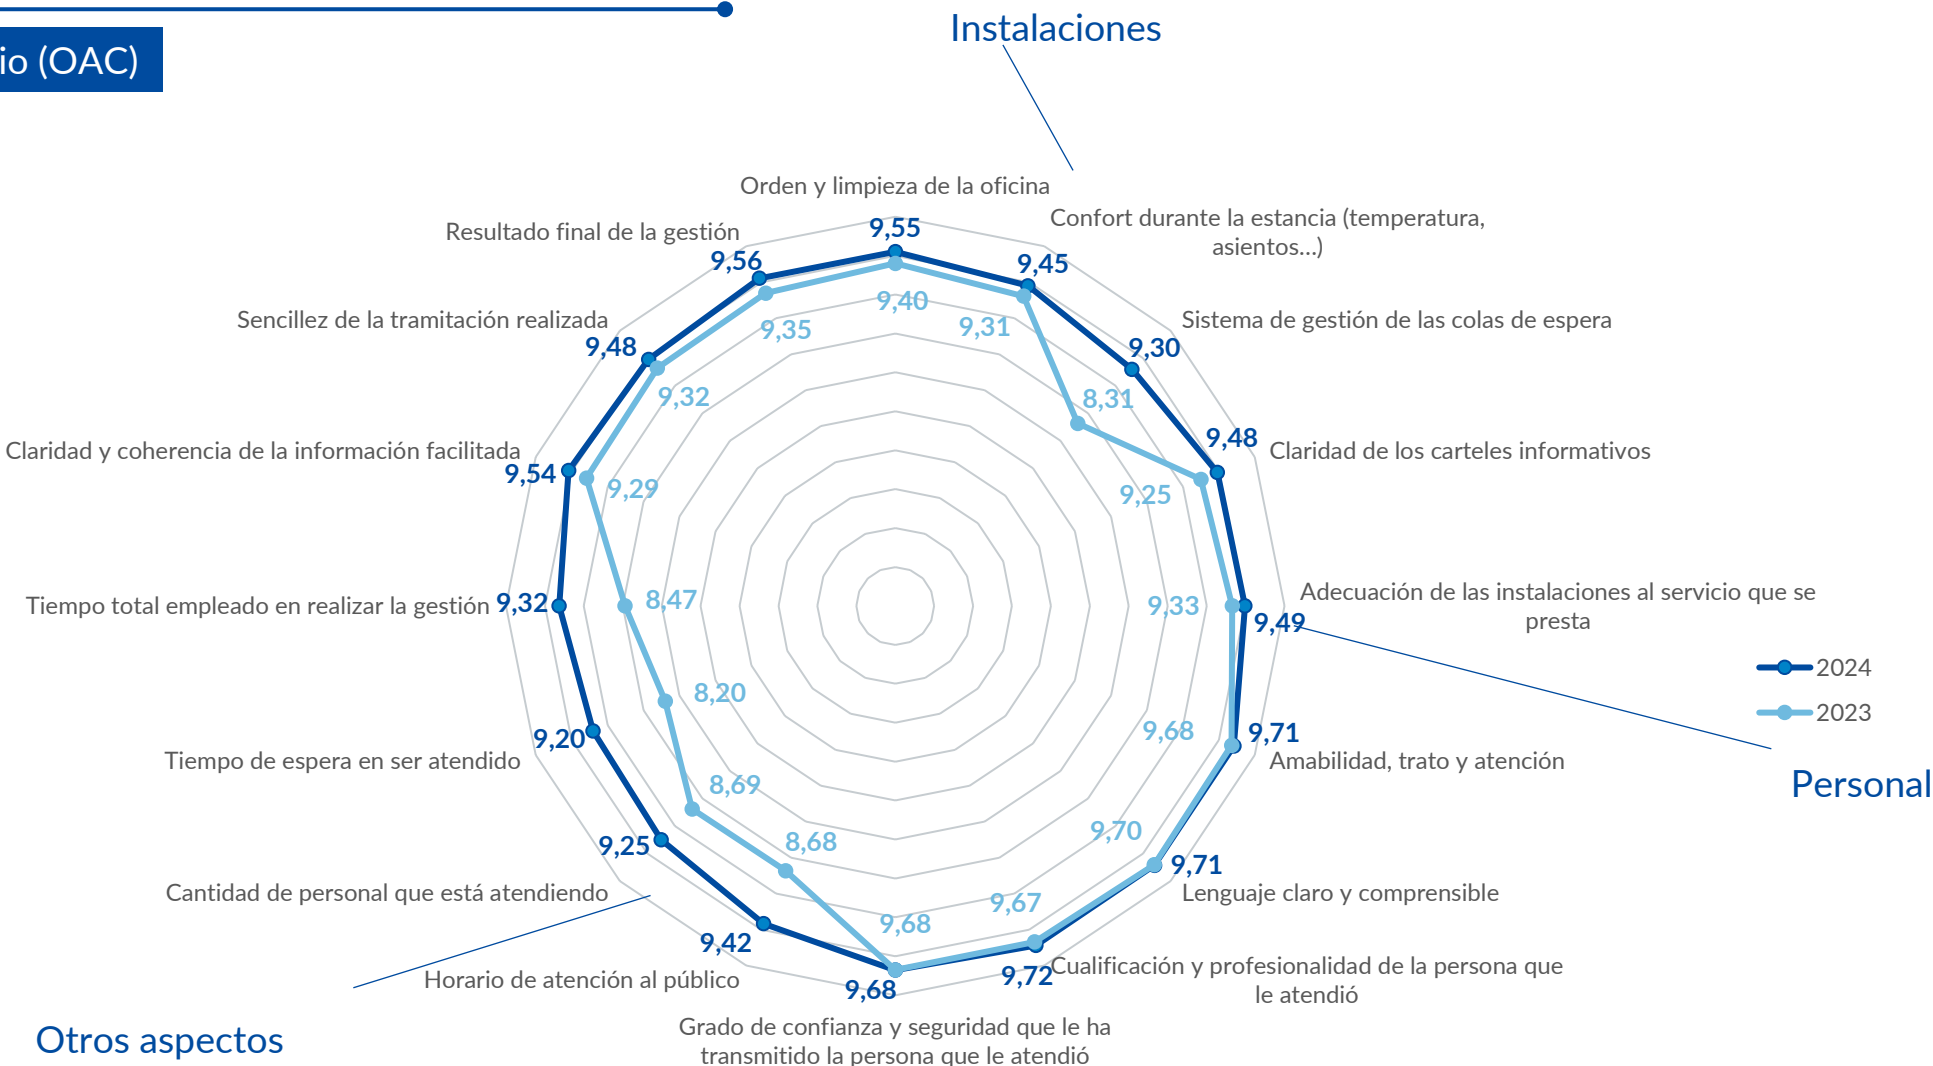 io (OAC)
Instalaciones
Orden y limpieza de la oficina
Confort durante la estancia (temperatura,
asientos...)
Resultado final de la gestión
9,55
9,56
9,45
9,40
9,31
9,35
Sencillez de la tramitación realizada
Sistema de gestión de las colas de espera
9,48
9,30
9,32
8,31
Claridad y coherencia de la información facilitada
Claridad de los carteles informativos
9,54
9,48
9,29
9,25
Tiempo total empleado en realizar la gestión
9,32
8,47
9,33
9,49
Adecuación de las instalaciones al servicio que se
presta
2024
2023
8,20
9,20
9,68
9,71
Tiempo de espera en ser atendido
Amabilidad, trato y atención
Personal
8,69
8,68
9,70
9,25
9,71
Cantidad de personal que está atendiendo
Lenguaje claro y comprensible
9,67
9,68
9,42
9,72
9,68
Horario de atención al público
Cualificación y profesionalidad de la persona que
le atendió
Otros aspectos
Grado de confianza y seguridad que le ha
transmitido la persona que le atendió